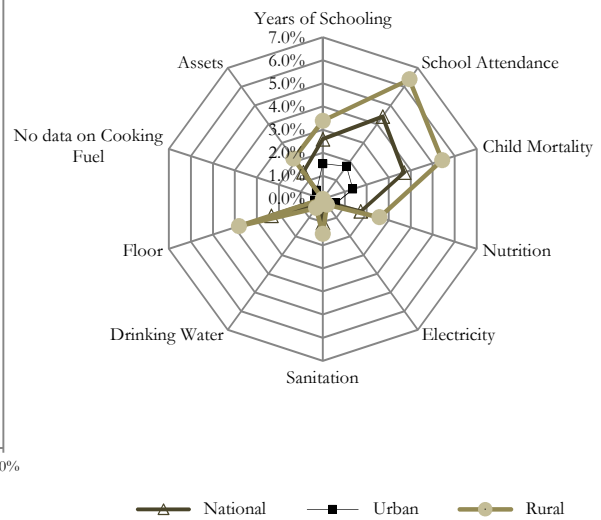 Years of Schooling
7.0%
6.0%
5.0%
4.0%
3.0%
2.0%
1.0%
0.0%
Assets
School Attendance
No data on Cooking
Fuel
Child Mortality
Floor
Nutrition
Drinking Water
Electricity
Sanitation
0%
National
Urban
Rural